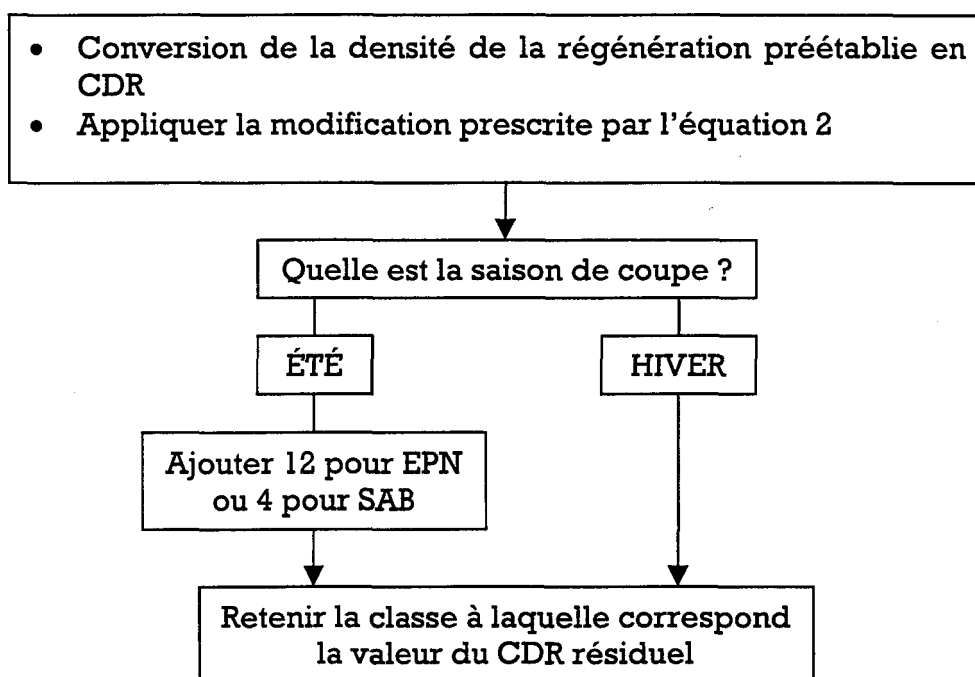 • Conversion de la densité de la régénération préétablie en
CDR
• Appliquer la modification prescrite par l'équation 2
Quelle est la saison de coupe ?
ÉTÉ
HIVER
Ajouter 12 pour EPN
ou 4 pour SAB
Retenir la classe à laquelle correspond
la valeur du CDR résiduel